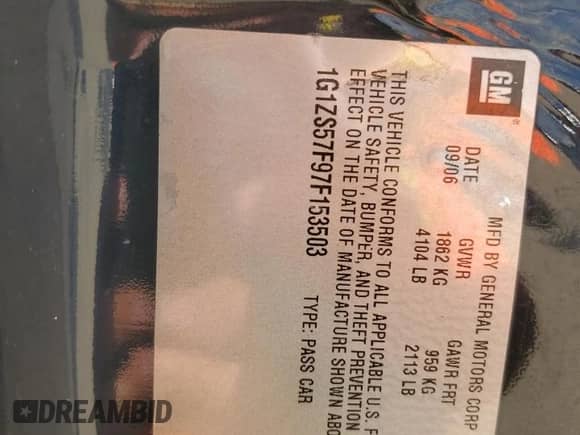 GM
MFD BY GENERAL MOTORS CORP
DATE GVWR GAWR FRT
09/06 1862 KG 959 KG
4104 LB 2113 LB
THIS VEHICLE CONFORMS TO ALL APPLICABLE U.S. F
VEHICLE SAFETY, BUMPER, AND THEFT PREVENTION
EFFECT ON THE DATE OF MANUFACTURE SHOWN ABO
1G1ZS57F97F153503 TYPE: PASS CAR
DREAMBID